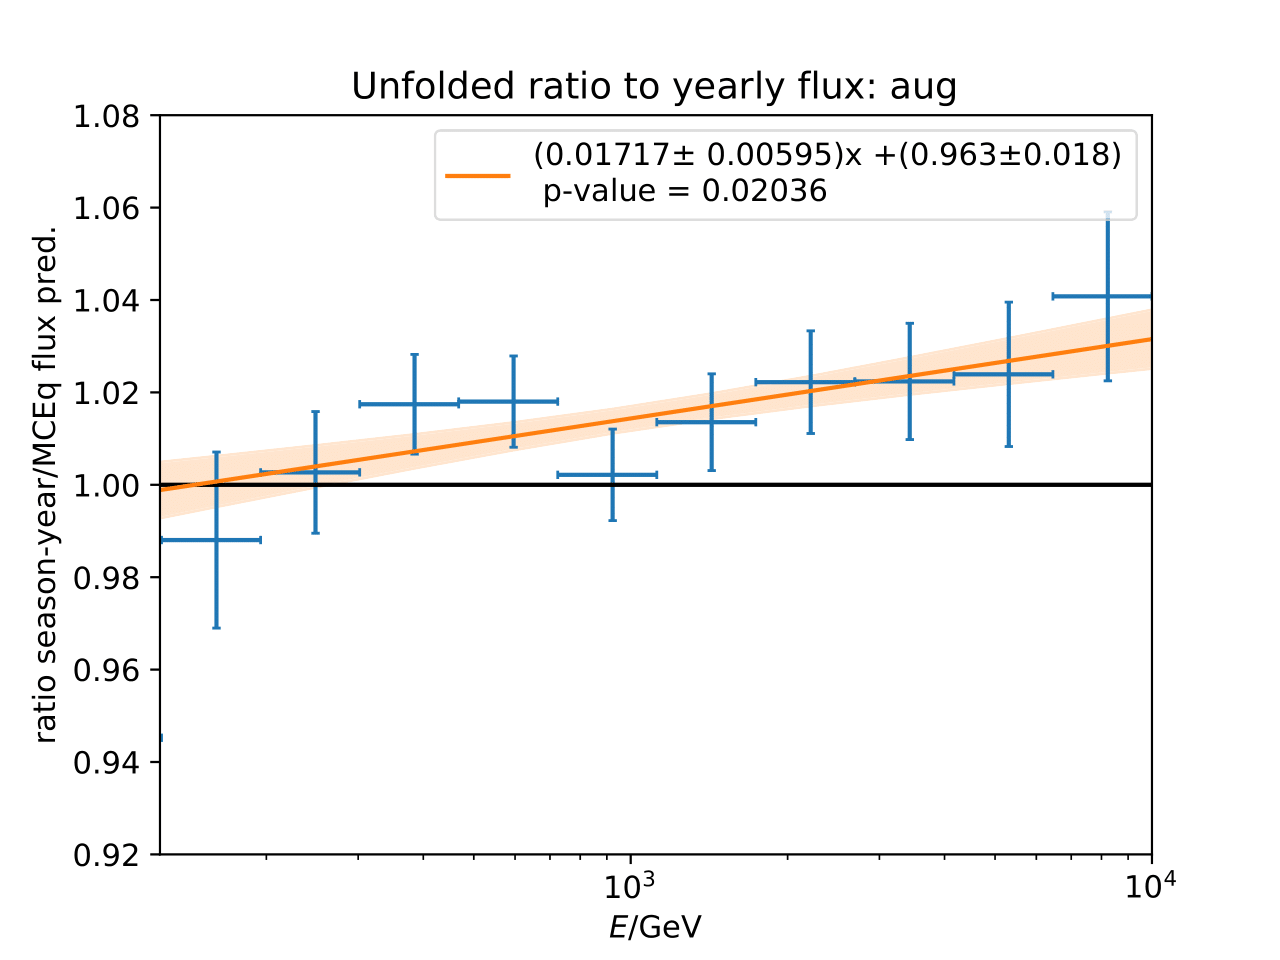 Unfolded ratio to yearly flux: aug
(0.01717± 0.00595)x +(0.963±0.018)
p-value = 0.02036
ratio season-year/MCEq flux pred.
1.08
1.06
1.04
1.02
1.00
0.98
0.96
0.94
0.92
10³
10⁴
E/GeV